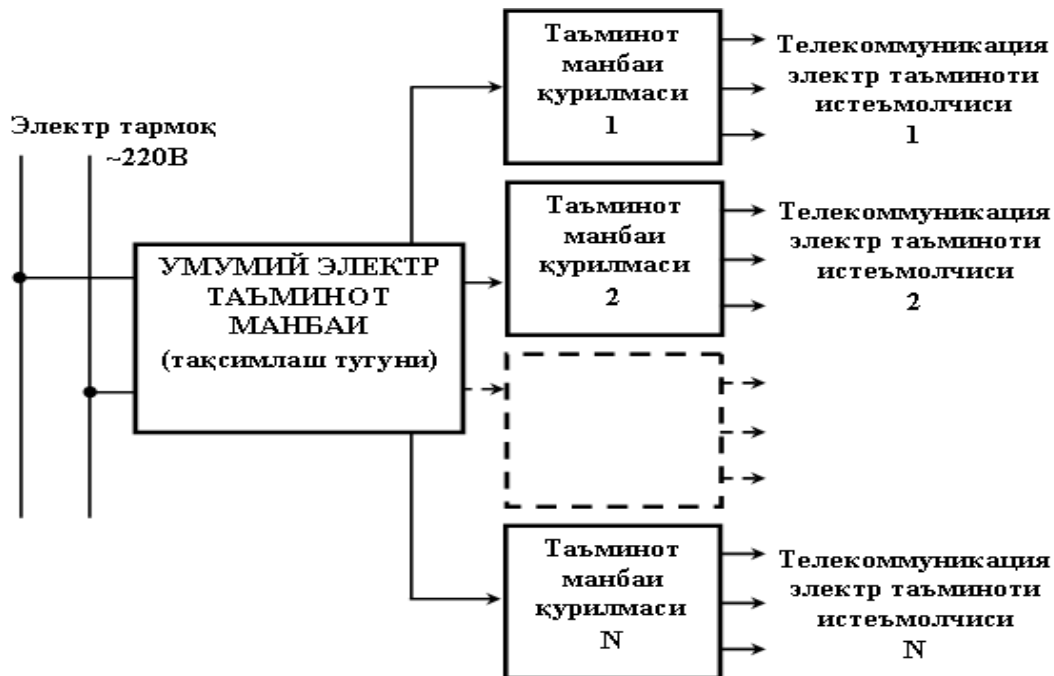 Электр тармоқ
~220В
УМУМИЙ ЭЛЕКТР
ТАЪМИНОТ
МАНБАИ
(тақсимлаш тугуни)
Таъминот
манбаи
қурилмаси
1
Телекоммуникация
электр таъминоти
истеъмолчиси
1
Таъминот
манбаи
қурилмаси
2
Телекоммуникация
электр таъминоти
истеъмолчиси
2
Таъминот
манбаи
қурилмаси
N
Телекоммуникация
электр таъминоти
истеъмолчиси
N